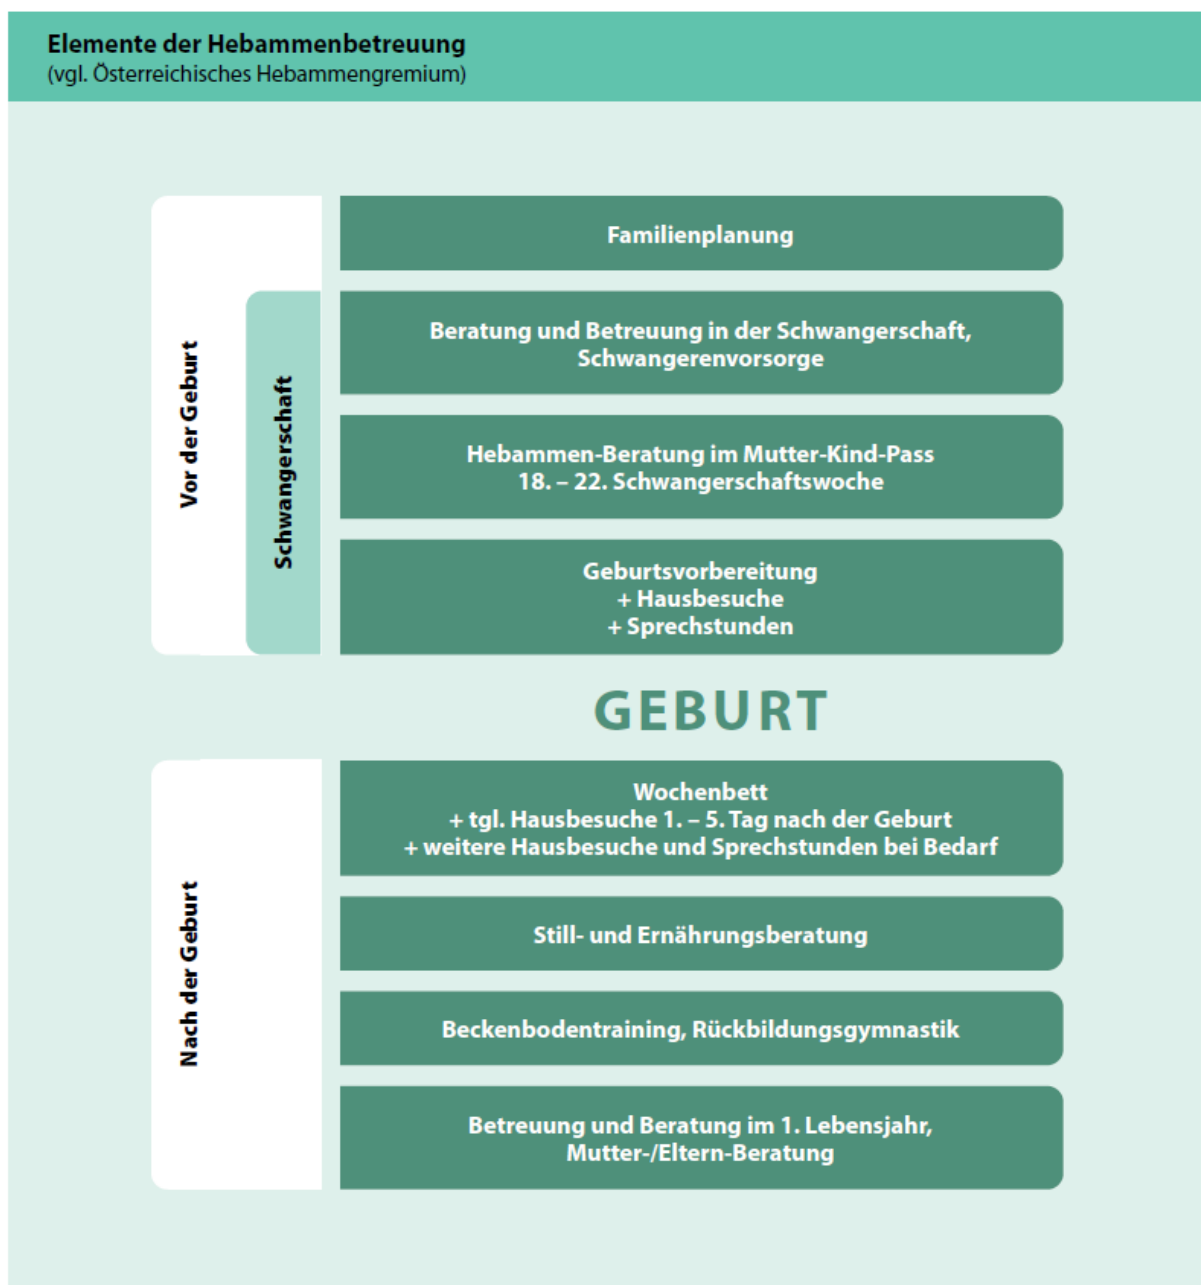 Elemente der Hebammenbetreuung
(vgl. Österreichisches Hebammengremium)
Vor der Geburt
Schwangerschaft
Familienplanung
Beratung und Betreuung in der Schwangerschaft,
Schwangerenvorsorge
Hebammen-Beratung im Mutter-Kind-Pass
18. – 22. Schwangerschaftswoche
Geburtsvorbereitung
+ Hausbesuche
+ Sprechstunden
GEBURT
Nach der Geburt
Wochenbett
+ tgl. Hausbesuche 1. – 5. Tag nach der Geburt
+ weitere Hausbesuche und Sprechstunden bei Bedarf
Still- und Ernährungsberatung
Beckenbodentraining, Rückbildungsgymnastik
Betreuung und Beratung im 1. Lebensjahr,
Mutter-/Eltern-Beratung